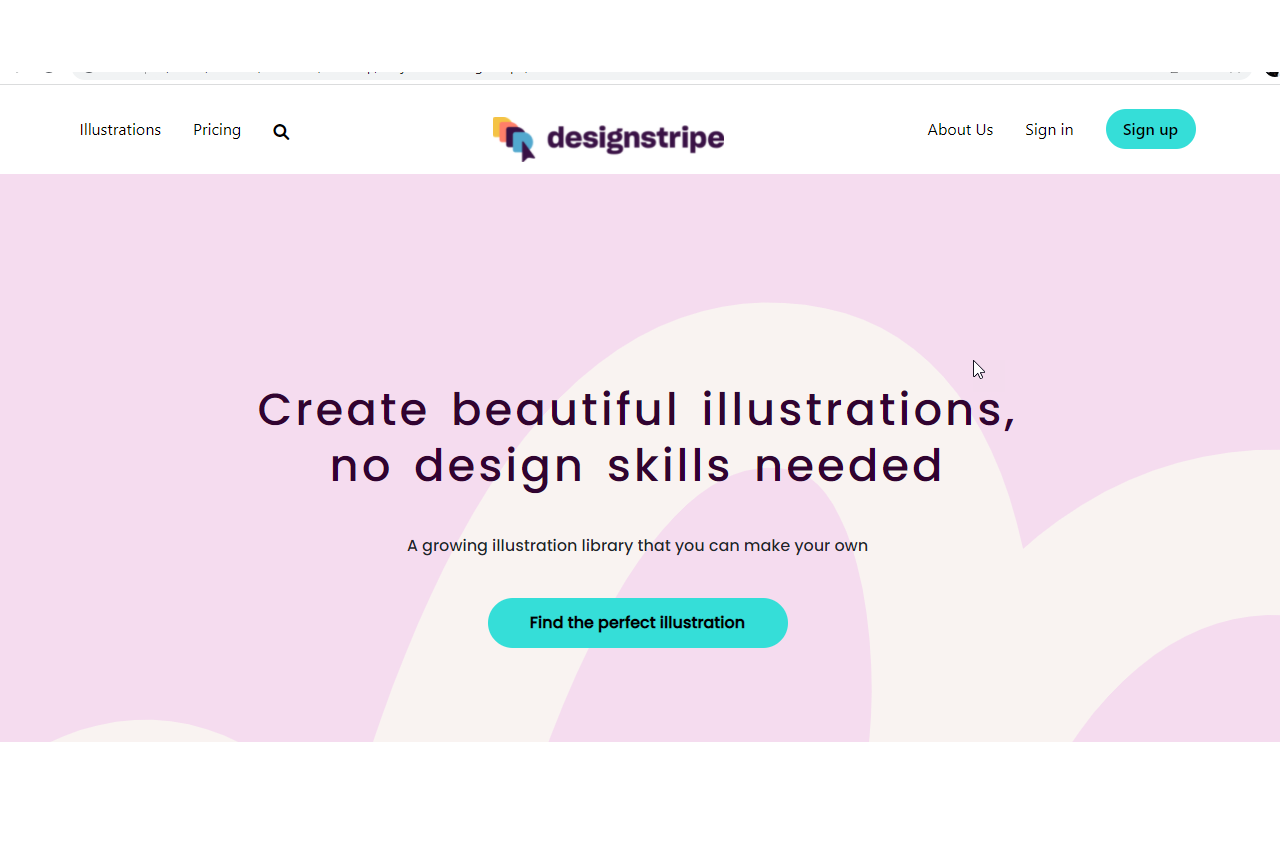 Illustrations
Pricing
designstripe
About Us
Sign in
Sign up
Create beautiful illustrations,
no design skills needed
A growing illustration library that you can make your own
Find the perfect illustration